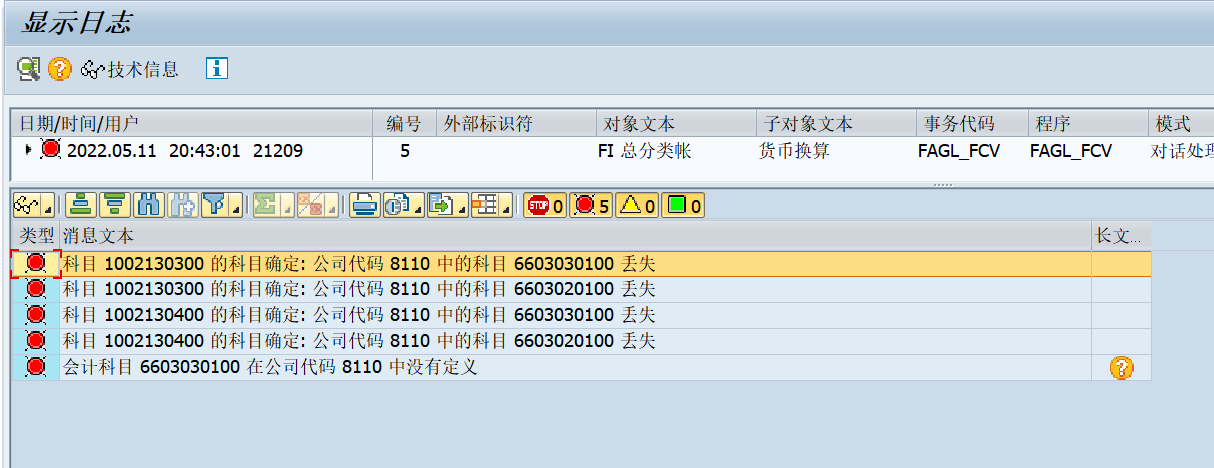 显示日志
技术信息
日期/时间/用户 编号 外部标识符 对象文本 子对象文本 事务代码 程序 模式
2022.05.11 20:43:01 21209 5 FI 总分类帐 货币换算 FAGL_FCV FAGL_FCV 对话处理
STOP 0 5 0 0
类型 消息文本 长文...
科目 1002130300 的科目确定: 公司代码 8110 中的科目 6603030100 丢失
科目 1002130300 的科目确定: 公司代码 8110 中的科目 6603020100 丢失
科目 1002130400 的科目确定: 公司代码 8110 中的科目 6603030100 丢失
科目 1002130400 的科目确定: 公司代码 8110 中的科目 6603020100 丢失
会计科目 6603030100 在公司代码 8110 中没有定义